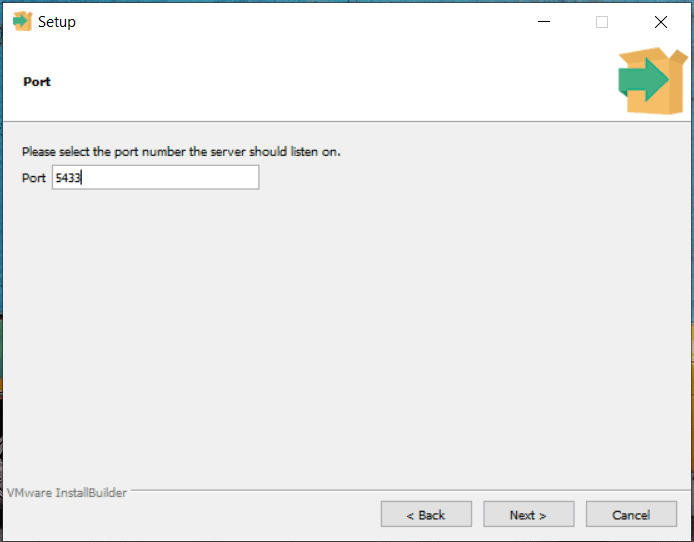 Setup
Port
Please select the port number the server should listen on.
Port 5433
VMware InstallBuilder
< Back Next > Cancel